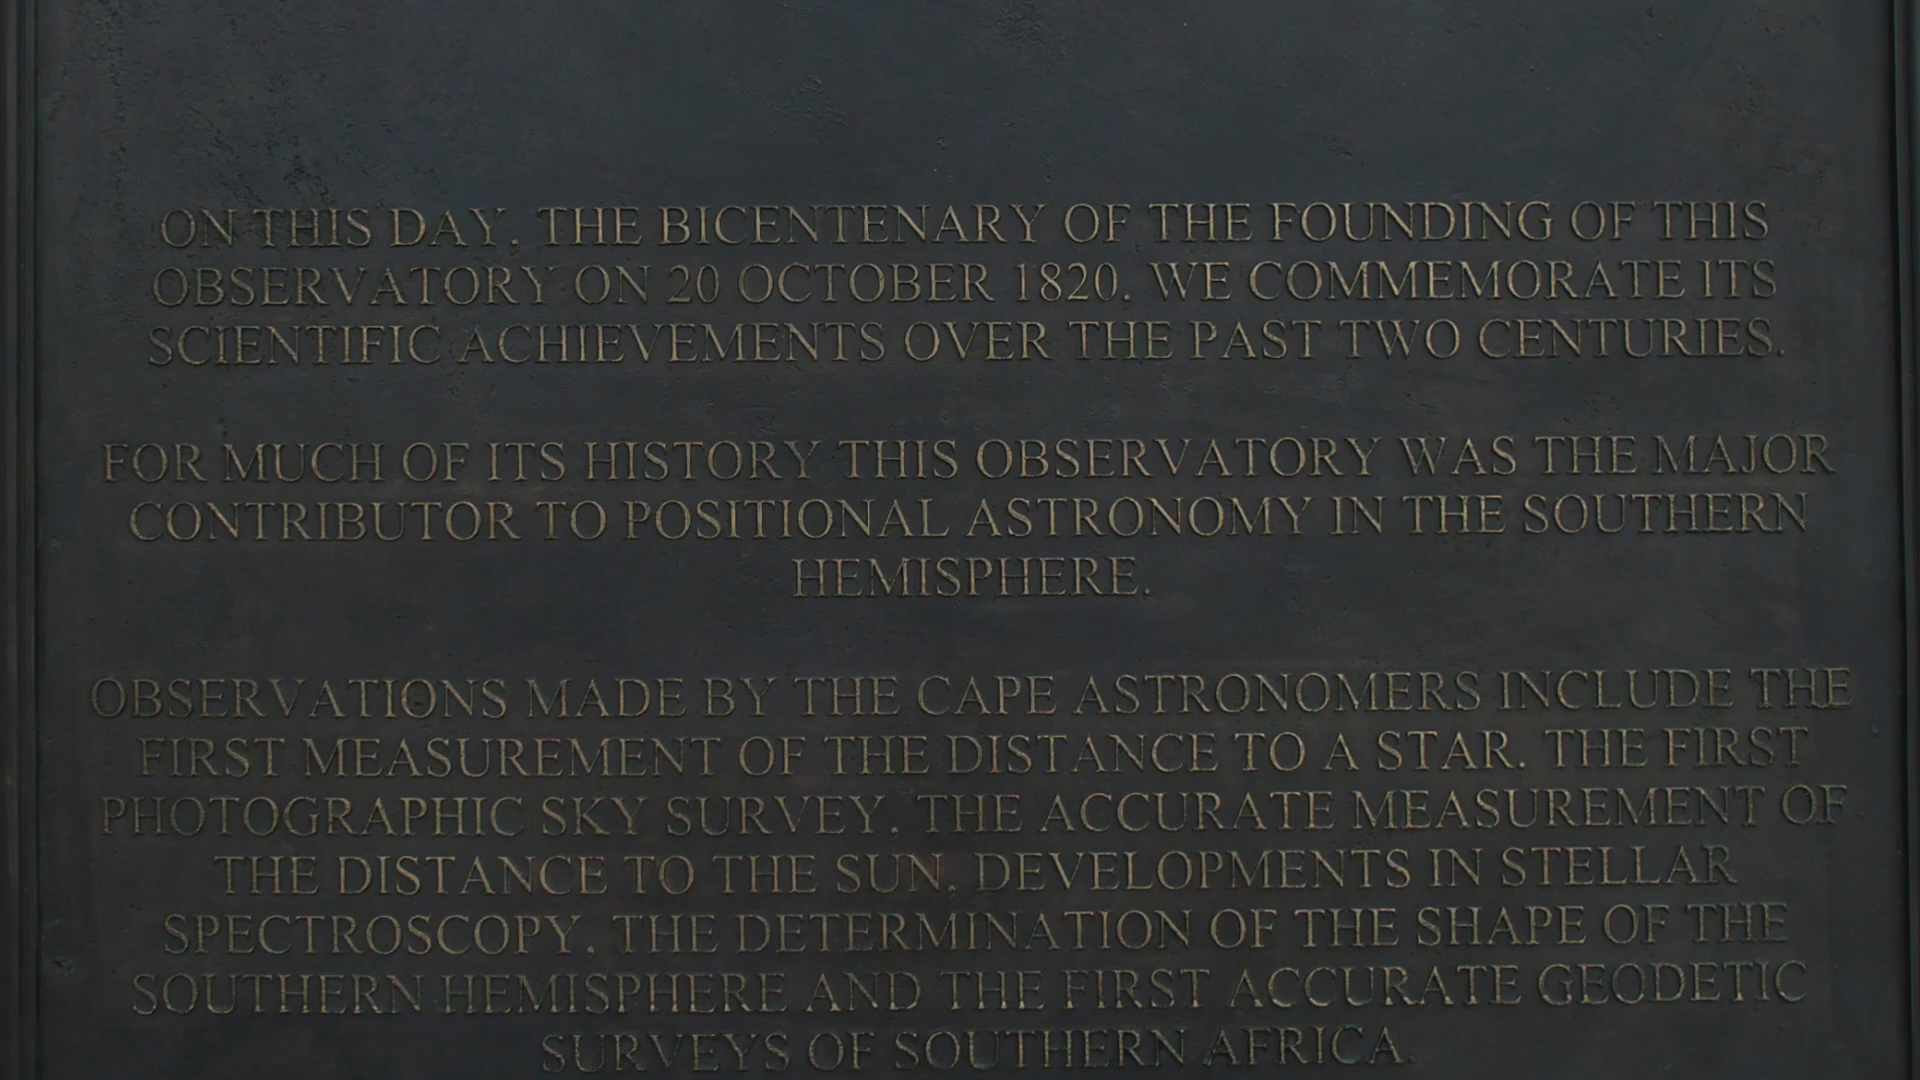 ON THIS DAY, THE BICENTENARY OF THE FOUNDING OF THIS
OBSERVATORY ON 20 OCTOBER 1820, WE COMMEMORATE ITS
SCIENTIFIC ACHIEVEMENTS OVER THE PAST TWO CENTURIES.
FOR MUCH OF ITS HISTORY THIS OBSERVATORY WAS THE MAJOR
CONTRIBUTOR TO POSITIONAL ASTRONOMY IN THE SOUTHERN
HEMISPHERE.
OBSERVATIONS MADE BY THE CAPE ASTRONOMERS INCLUDE THE
FIRST MEASUREMENT OF THE DISTANCE TO A STAR, THE FIRST
PHOTOGRAPHIC SKY SURVEY, THE ACCURATE MEASUREMENT OF
THE DISTANCE TO THE SUN, DEVELOPMENTS IN STELLAR
SPECTROSCOPY, THE DETERMINATION OF THE SHAPE OF THE
SOUTHERN HEMISPHERE AND THE FIRST ACCURATE GEODETIC
SURVEYS OF SOUTHERN AFRICA.